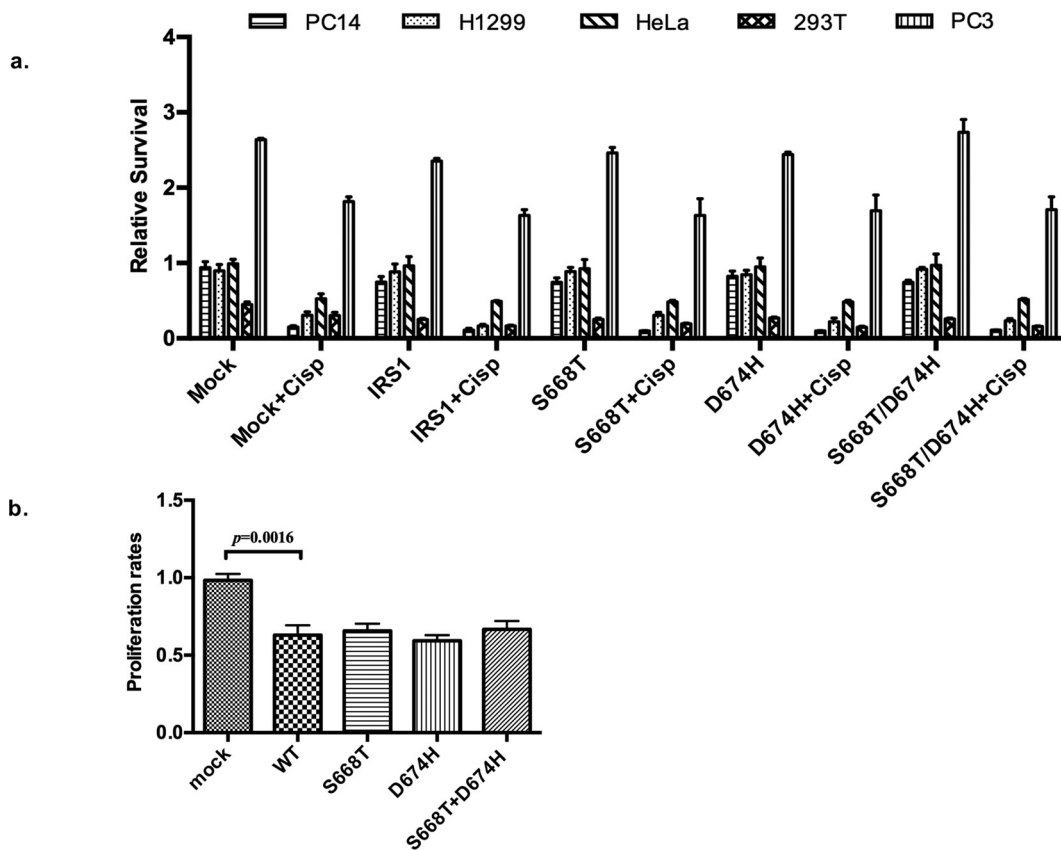 PC14 H1299 HeLa 293T PC3
a.
Relative Survival
4
3
2
1
0
Mock
Mock+Cisp
IRS1
IRS1+Cisp
S668T
S668T+Cisp
D674H
D674H+Cisp
S668T/D674H
S668T/D674H+Cisp
b.
Proliferation rates
1.5
1.0
0.5
0.0
p=0.0016
mock
WT
S668T
D674H
S668T+D674H